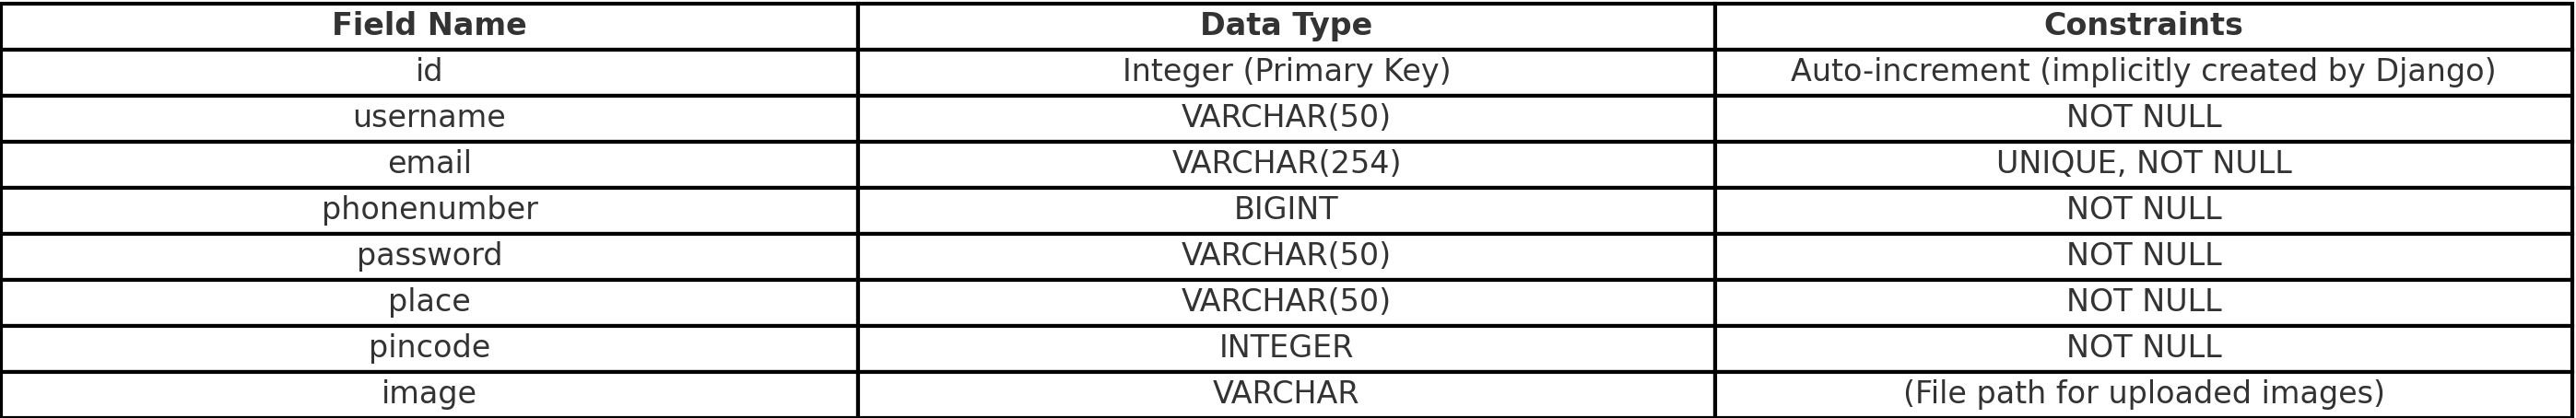 Field Name Data Type Constraints
id Integer (Primary Key) Auto-increment (implicitly created by Django)
username VARCHAR(50) NOT NULL
email VARCHAR(254) UNIQUE, NOT NULL
phonenumber BIGINT NOT NULL
password VARCHAR(50) NOT NULL
place VARCHAR(50) NOT NULL
pincode INTEGER NOT NULL
image VARCHAR (File path for uploaded images)